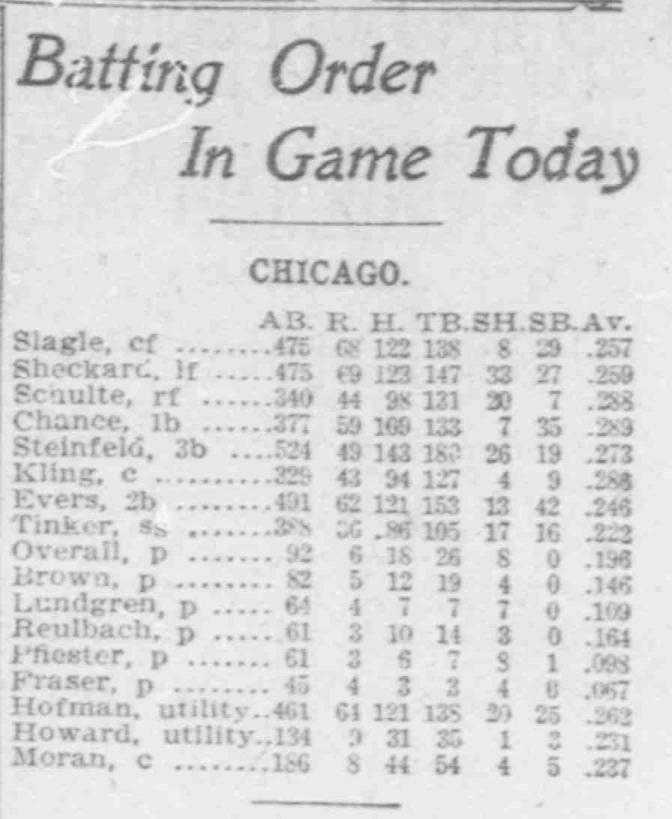 Batting Order
In Game Today
CHICAGO.
AB. R. H. TB. SH. SB. Av.
Slagle, cf ........475 68 122 138 8 29 .257
Sheckard, lf .....475 69 123 147 33 27 .259
Schulte, rf ......340 44 98 131 20 7 .288
Chance, 1b .......377 59 109 133 7 35 .289
Steinfeld, 3b ....524 49 143 26 19 .273
Kling, c ..........329 43 94 127 4 9 .286
Evers, 2b ........491 62 121 153 13 42 .246
Tinker, ss ........388 36 .86 105 17 16 .222
Overall, p ....... 92 6 18 26 8 0 .196
Brown, p ........ 82 5 12 19 4 0 .146
Lundgren, p ..... 64 4 7 7 7 0 .109
Reulbach, p ..... 61 3 10 14 3 0 .164
Pfiester, p ....... 61 3 6 7 8 1 .098
Fraser, p ........ 45 4 3 3 4 0 .067
Hofman, utility..461 64 121 138 20 25 .262
Howard, utility..134 9 31 35 1 3 .231
Moran, c ........186 8 44 54 4 5 .237